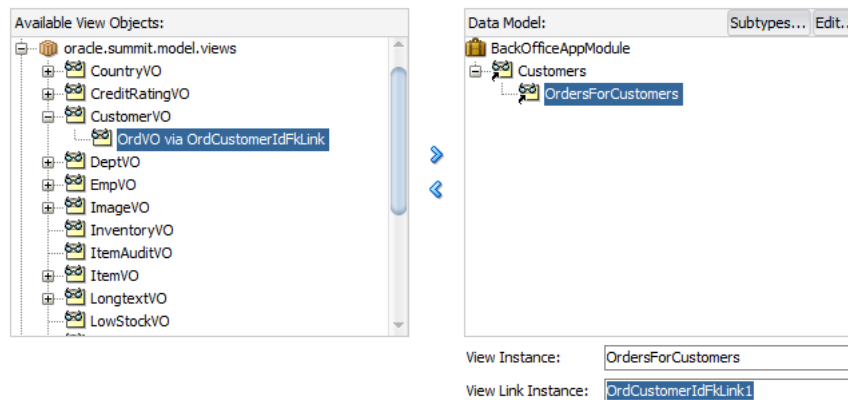 Available View Objects:
oracle.summit.model.views
CountryVO
CreditRatingVO
CustomerVO
OrdVO via OrdCustomerIdFkLink
DeptVO
EmpVO
ImageVO
InventoryVO
ItemAuditVO
ItemVO
LongtextVO
LowStockVO
Data Model:
Subtypes... Edit..
BackOfficeAppModule
Customers
OrdersForCustomers
View Instance: OrdersForCustomers
View Link Instance: OrdCustomerIdFkLink1